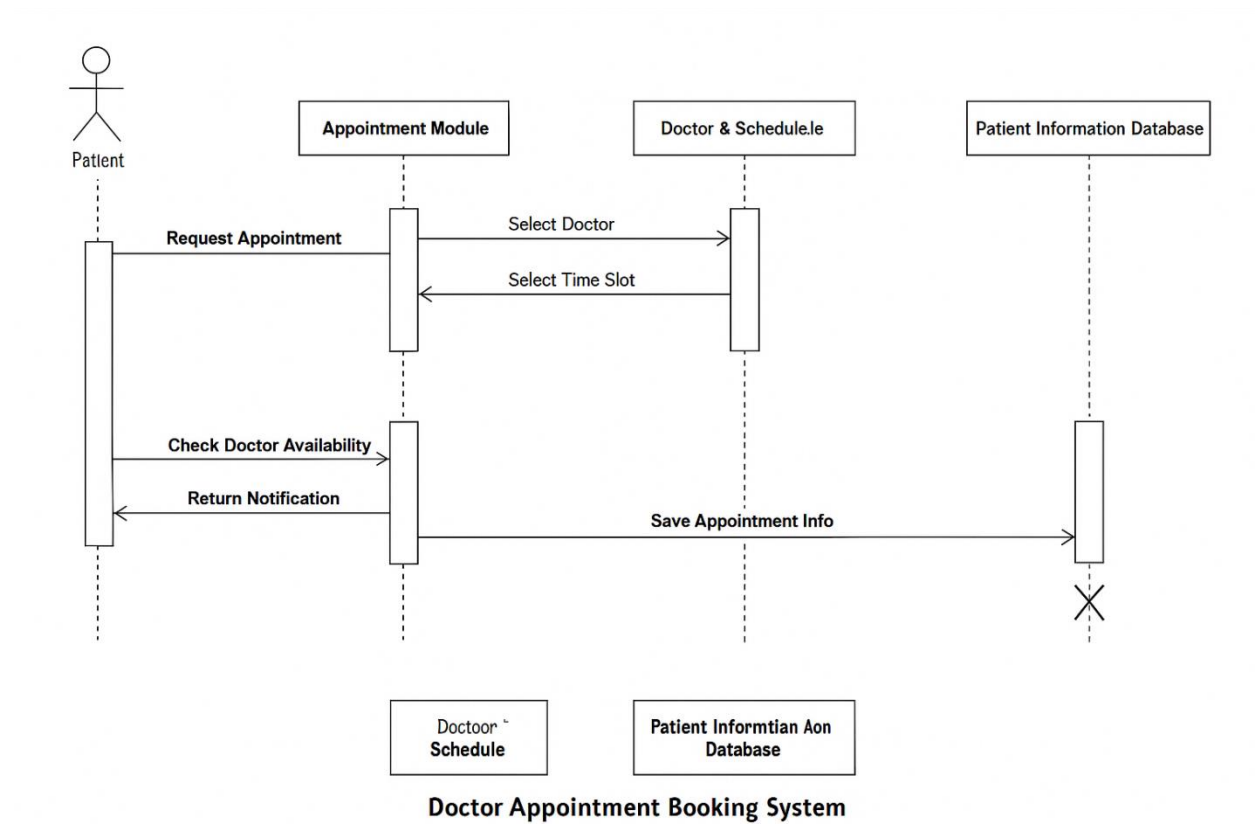 Patient
Appointment Module
Doctor & Schedule.le
Patient Information Database
Request Appointment
Select Doctor
Select Time Slot
Check Doctor Availability
Return Notification
Save Appointment Info
Doctoor
Schedule
Patient Informtian Aon
Database
Doctor Appointment Booking System